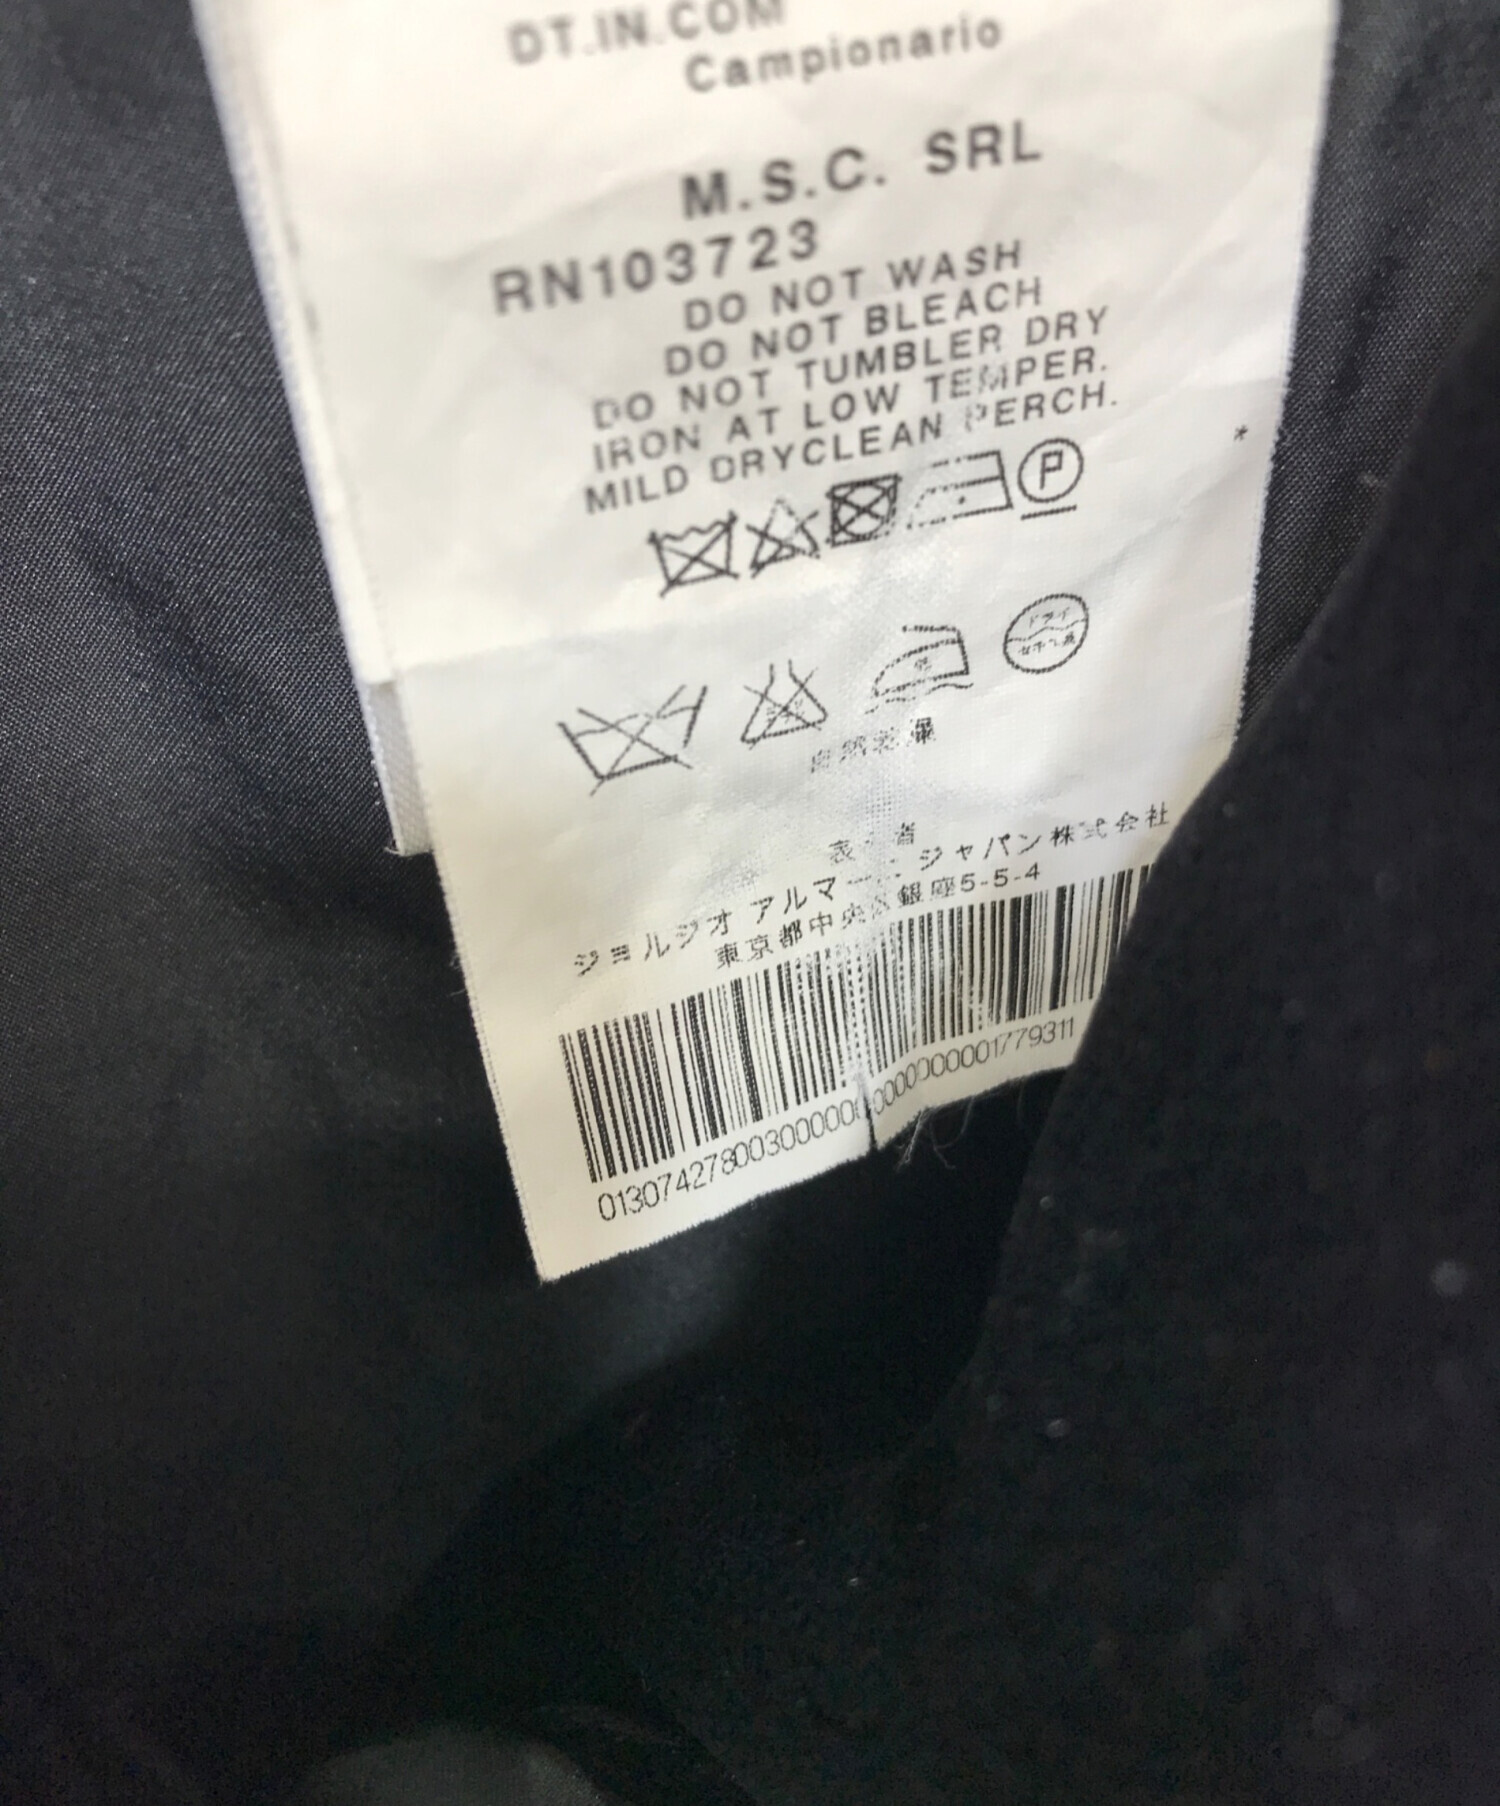 DT.IN.COM
Campionario
M.S.C. SRL
RN103723
DO NOT WASH
DO NOT BLEACH
DO NOT TUMBLER DRY
IRON AT LOW TEMPER.
MILD DRYCLEAN PERCH.
P
*
ドライ
自然乾燥
表 者
ジョルジオ アルマーニ ジャパン株式会社
東京都中央区銀座5-5-4